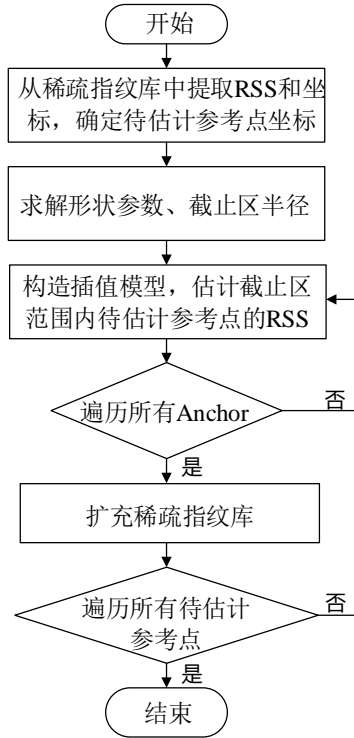 开始
从稀疏指纹库中提取RSS和坐
标，确定待估计参考点坐标
求解形状参数、截止区半径
构造插值模型，估计截止区
范围内待估计参考点的RSS
遍历所有Anchor
否
是
扩充稀疏指纹库
遍历所有待估计
参考点
否
是
结束